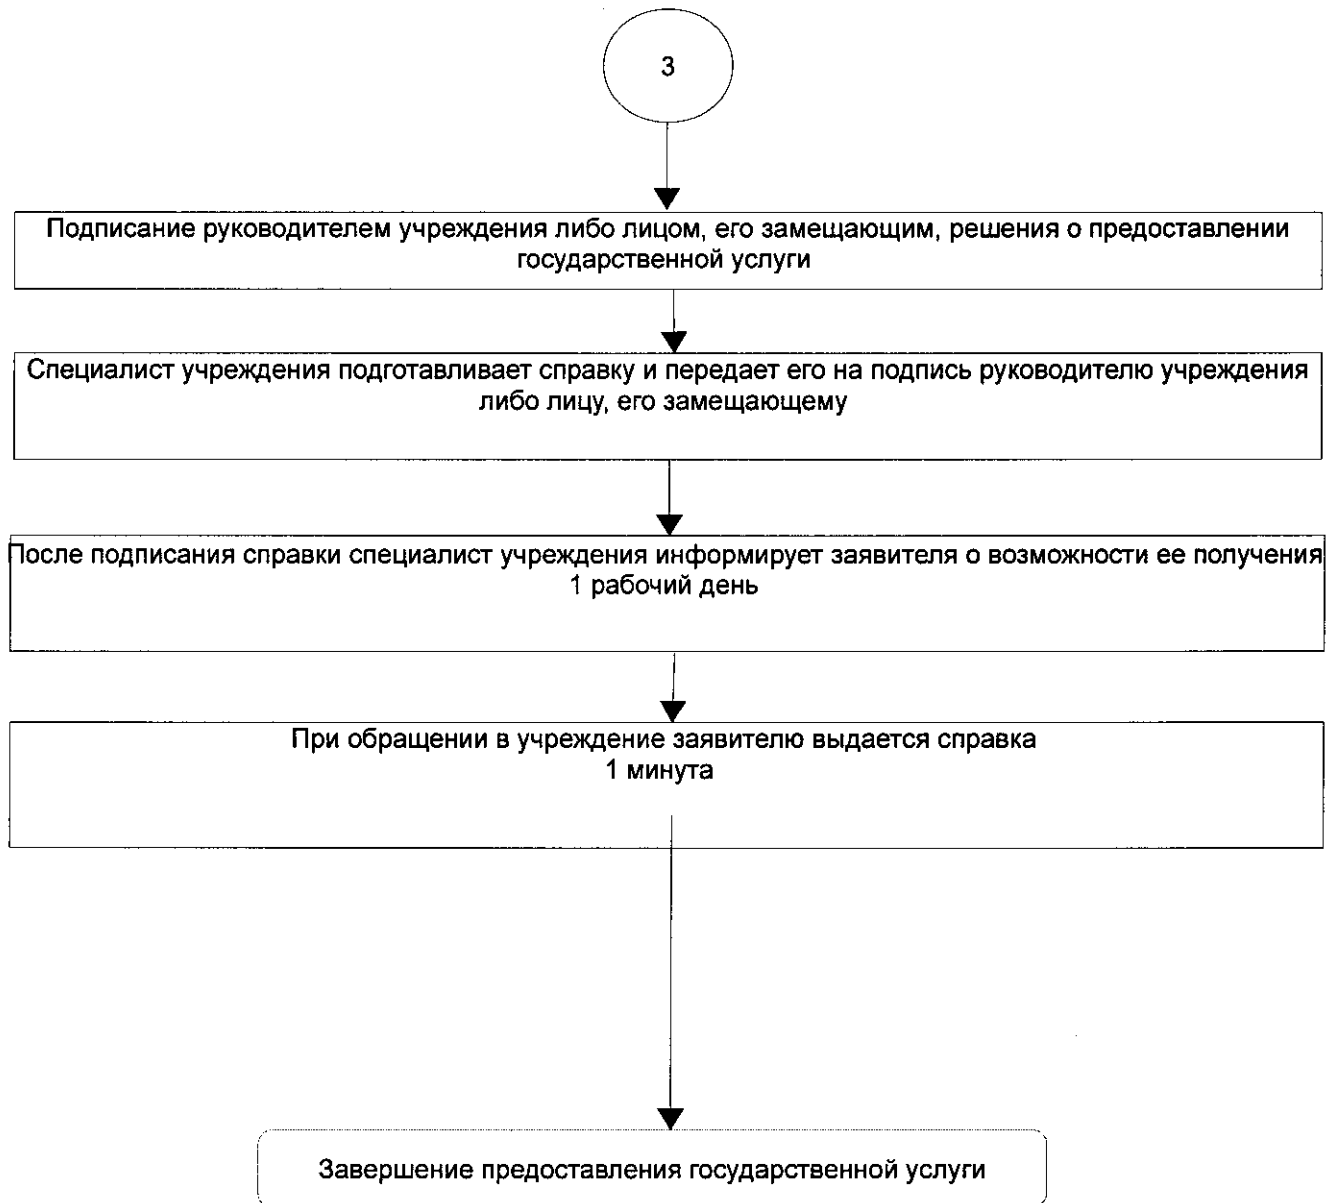 3
Подписание руководителем учреждения либо лицом, его замещающим, решения о предоставлении
государственной услуги
Специалист учреждения подготавливает справку и передает его на подпись руководителю учреждения
либо лицу, его замещающему
После подписания справки специалист учреждения информирует заявителя о возможности ее получения
1 рабочий день
При обращении в учреждение заявителю выдается справка
1 минута
Завершение предоставления государственной услуги